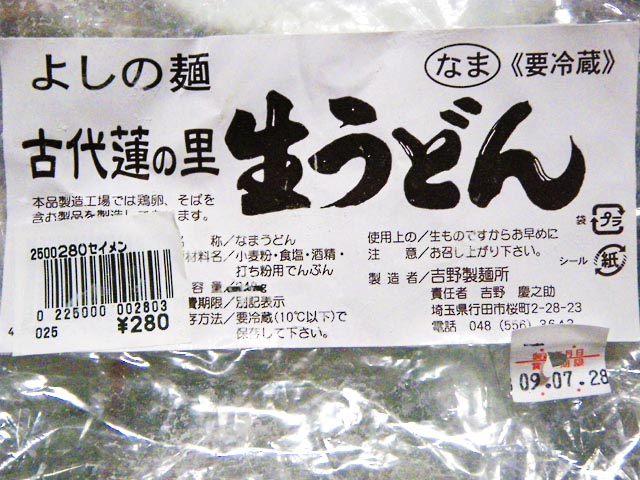 よしの麺
なま 《要冷蔵》
古代蓮の里 生うどん
本品製造工場では鶏卵、そばを
含む製品を製造して ます。
称/なまうどん
材料名/小麦粉・食塩・酒精・
打ち粉用でんぷん
容量
費期限/別記表示
存方法/要冷蔵(10℃以下)で
保存して下さい。
使用上の/生ものですからお早めに
注意/お召し上り下さい。
製造者/吉野製麺所
責任者 吉野 慶之助
埼玉県行田市桜町2-28-23
電話 048 (556)
袋 プラ
シール 紙
2500280セイメン
0 225000 002803
025 ¥280
09.07.28